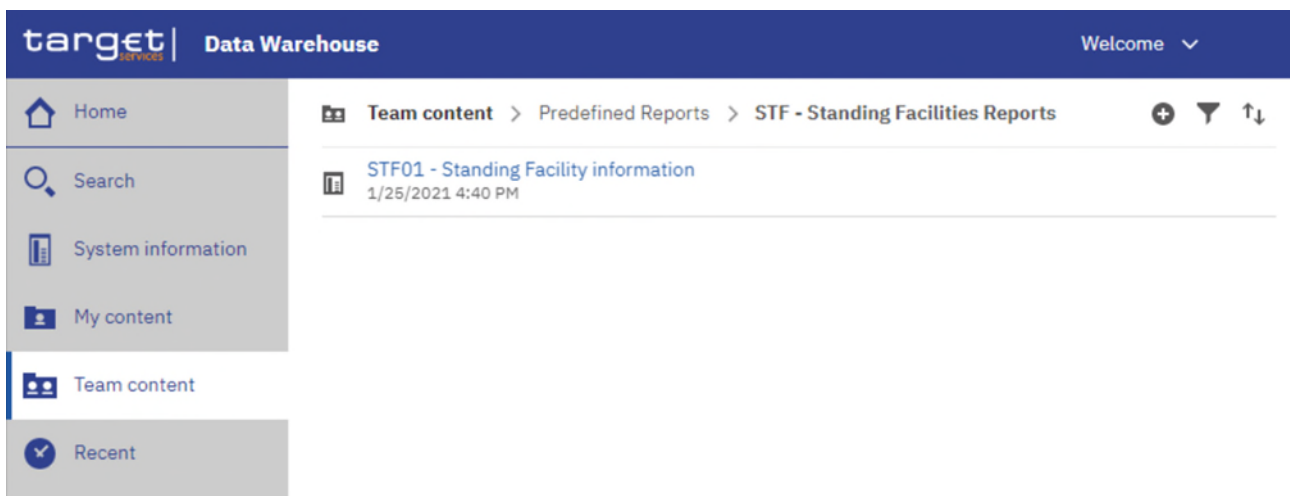 target| Data Warehouse Welcome
services
Home
Team content > Predefined Reports > STF - Standing Facilities Reports
Search
STF01 - Standing Facility information
1/25/2021 4:40 PM
System information
My content
Team content
Recent